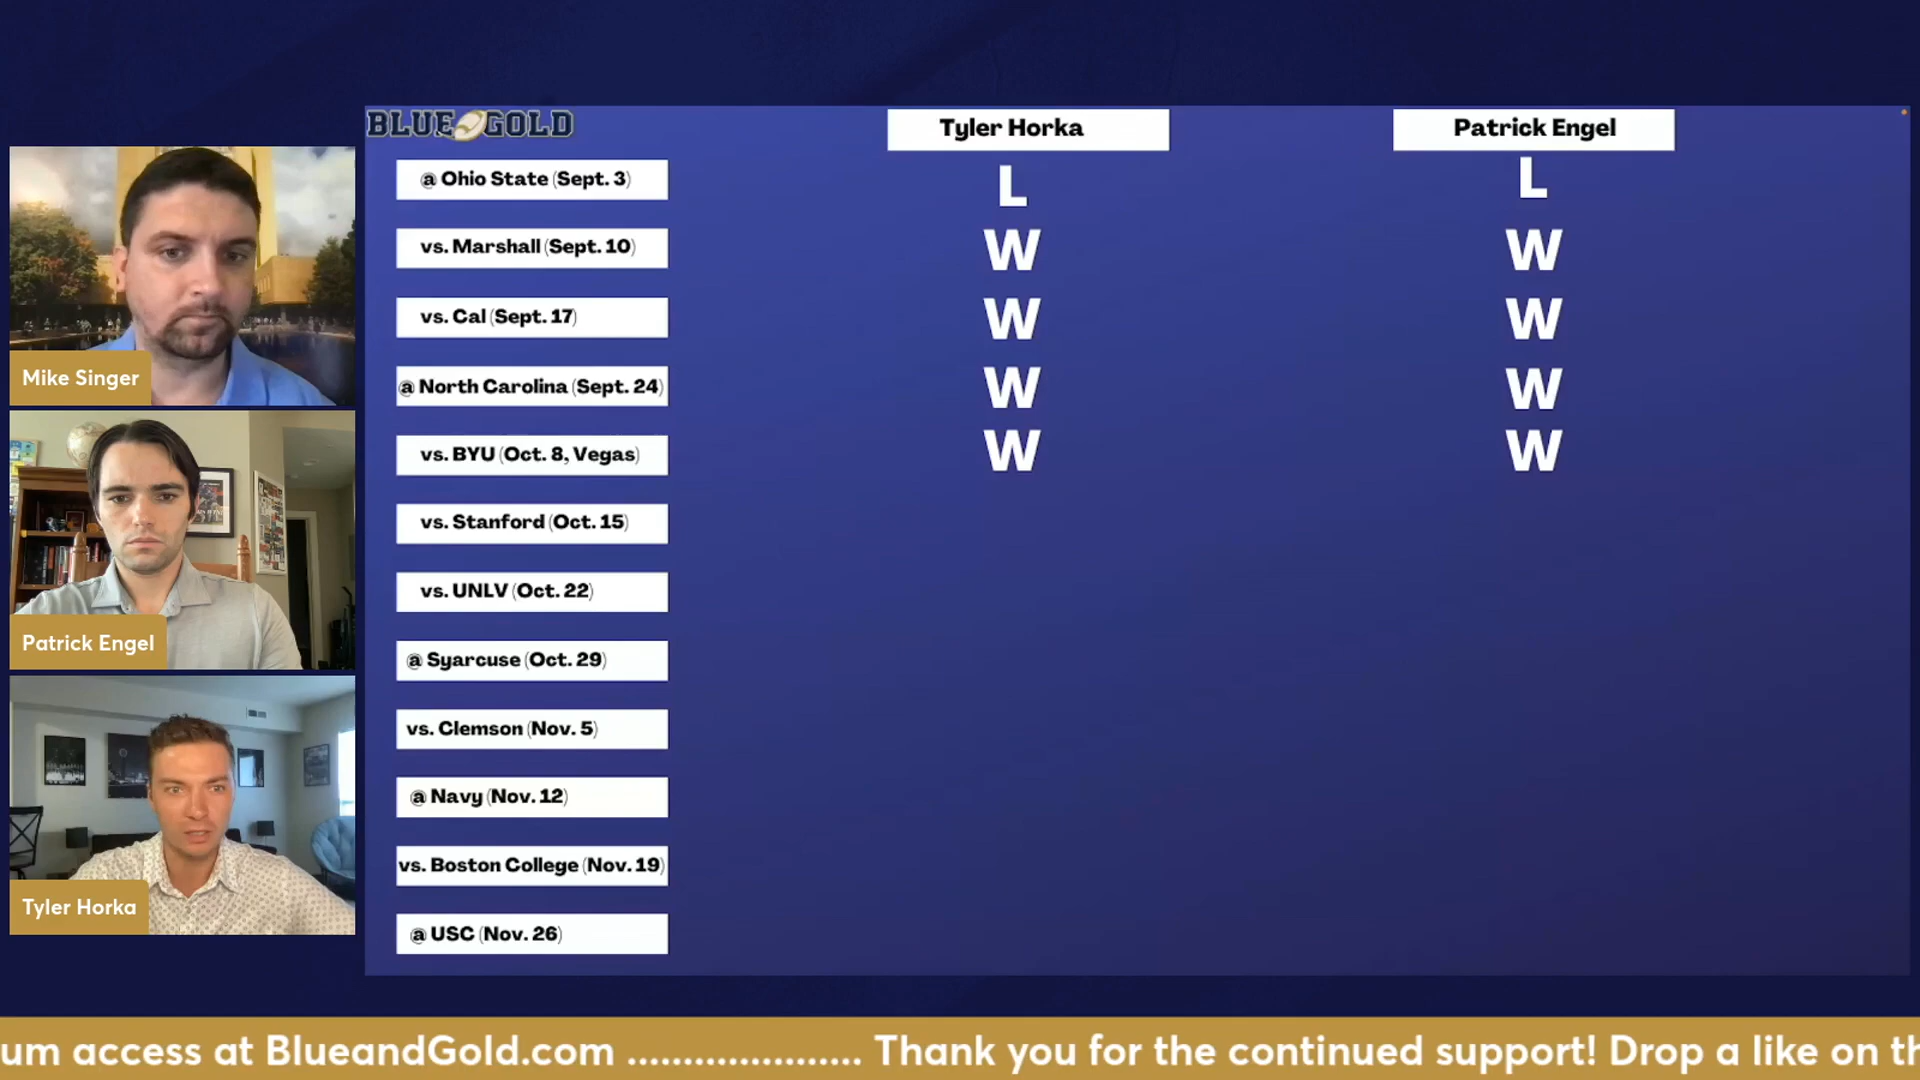 BLUE GOLD
Tyler Horka
Patrick Engel
@ Ohio State (Sept. 3)
L
L
vs. Marshall (Sept. 10)
W
W
vs. Cal (Sept. 17)
W
W
@ North Carolina (Sept. 24)
W
W
vs. BYU (Oct. 8, Vegas)
W
W
vs. Stanford (Oct. 15)
vs. UNLV (Oct. 22)
@ Syarcuse (Oct. 29)
vs. Clemson (Nov. 5)
@ Navy (Nov. 12)
vs. Boston College (Nov. 19)
@ USC (Nov. 26)
Mike Singer
Patrick Engel
Tyler Horka
um access at BlueandGold.com ..................... Thank you for the continued support! Drop a like on th